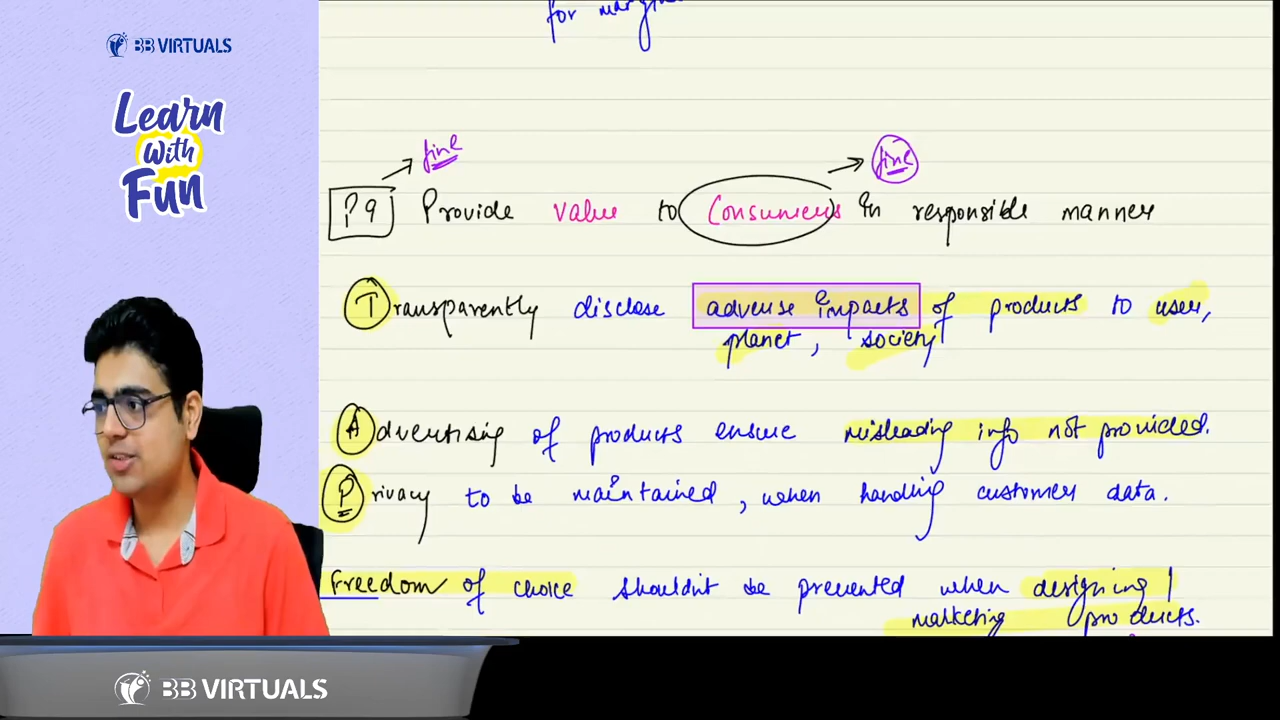 BB VIRTUALS
Learn
With
Fun
for margin
fine
fine
P9 Provide value to Consumers in responsible manner
Transparently disclose adverse impacts of products to user,
planet, society
Advertising of products ensure misleading info not provided.
Privacy to be maintained, when handling customer data.
Freedom of choice shouldn't be prevented when designing /
marketing products.
BB VIRTUALS